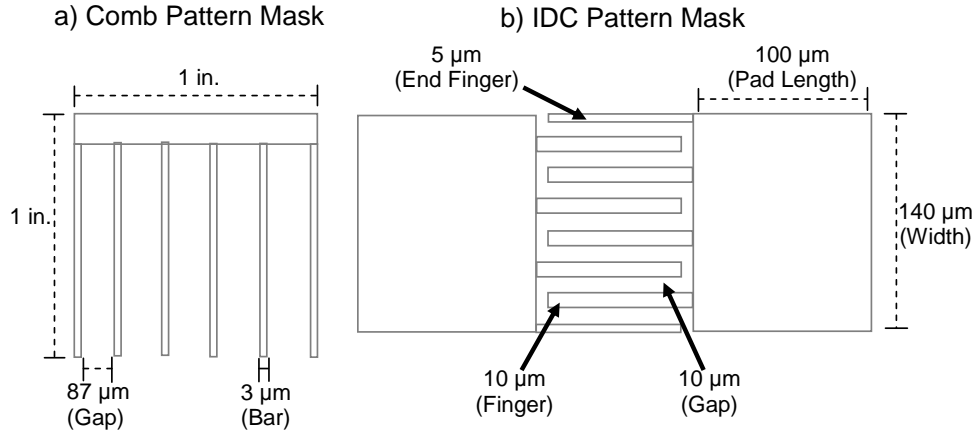 a) Comb Pattern Mask
1 in.
1 in.
87 µm
(Gap)
3 µm
(Bar)
b) IDC Pattern Mask
5 µm
(End Finger)
100 µm
(Pad Length)
140 µm
(Width)
10 µm
(Finger)
10 µm
(Gap)